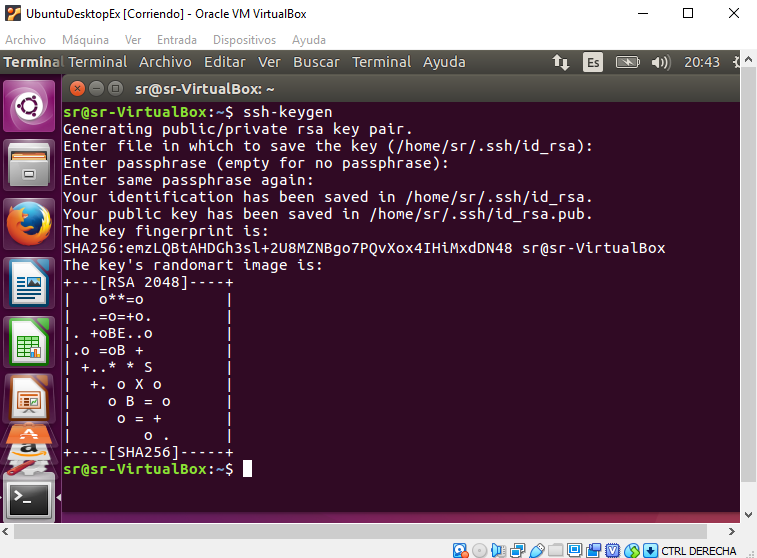 UbuntuDesktopEx [Corriendo] - Oracle VM VirtualBox
Archivo Máquina Ver Entrada Dispositivos Ayuda
Terminal Terminal Archivo Editar Ver Buscar Terminal Ayuda Es 20:43
sr@sr-VirtualBox: ~
sr@sr-VirtualBox:~$ ssh-keygen
Generating public/private rsa key pair.
Enter file in which to save the key (/home/sr/.ssh/id_rsa):
Enter passphrase (empty for no passphrase):
Enter same passphrase again:
Your identification has been saved in /home/sr/.ssh/id_rsa.
Your public key has been saved in /home/sr/.ssh/id_rsa.pub.
The key fingerprint is:
SHA256:emzLQBtAHDGh3sl+2U8MZNBgo7PQvXox4IHiMxdDN48 sr@sr-VirtualBox
The key's randomart image is:
+---[RSA 2048]----+
|    o**=o          |
|   .=o=+o.         |
|. +oBE..o         |
|.o =oB +          |
| +..* * S         |
|  +. o X o        |
|    o B = o       |
|     o = +        |
|        o .       |
+----[SHA256]-----+
sr@sr-VirtualBox:~$
CTRL DERECHA